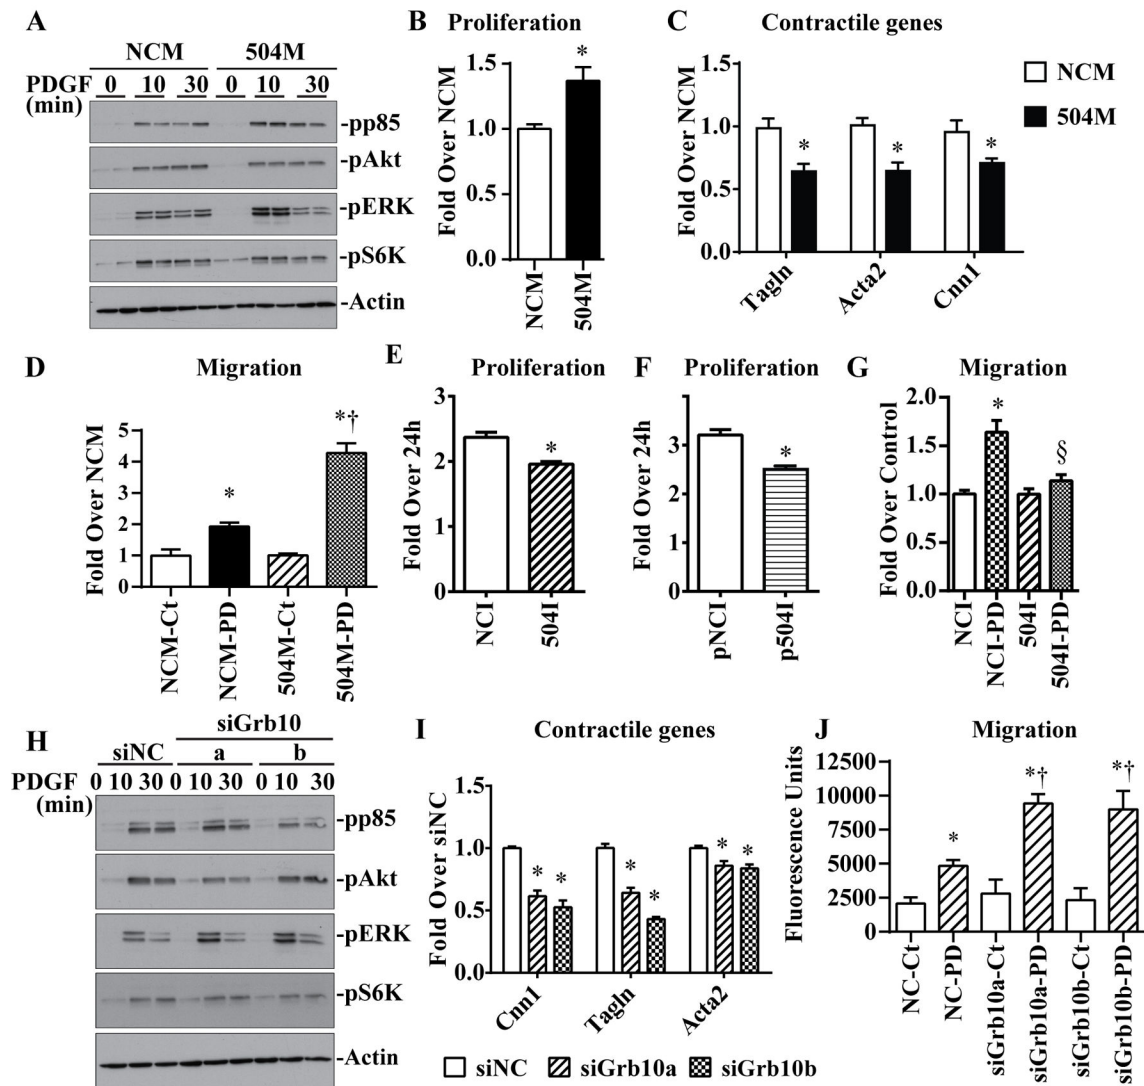 A
NCM 504M
PDGF 0 10 30 0 10 30
(min)
-pp85
-pAkt
-pERK
-pS6K
-Actin
B Proliferation
Fold Over NCM
1.5
1.0
0.5
0.0
*
NCM
504M
C Contractile genes
Fold Over NCM
1.5
1.0
0.5
0.0
* * *
Tagln Acta2 Cnn1
NCM
504M
D Migration
Fold Over NCM
5
4
3
2
1
0
* *†
NCM-Ct
NCM-PD
504M-Ct
504M-PD
E Proliferation
Fold Over 24h
3
2
1
0
*
NCI
504I
F Proliferation
Fold Over 24h
3
2
1
0
*
pNCI
p504I
G Migration
Fold Over Control
2.0
1.5
1.0
0.5
0.0
* §
NCI
NCI-PD
504I
504I-PD
H siGrb10
siNC a b
PDGF 0 10 30 0 10 30 0 10 30
(min)
-pp85
-pAkt
-pERK
-pS6K
-Actin
I Contractile genes
Fold Over siNC
1.0
0.5
0.0
* * * * * *
Cnn1 Tagln Acta2
siNC siGrb10a siGrb10b
J Migration
Fluorescence Units
12500
10000
7500
5000
2500
0
* *† *†
NC-Ct
NC-PD
siGrb10a-Ct
siGrb10a-PD
siGrb10b-Ct
siGrb10b-PD